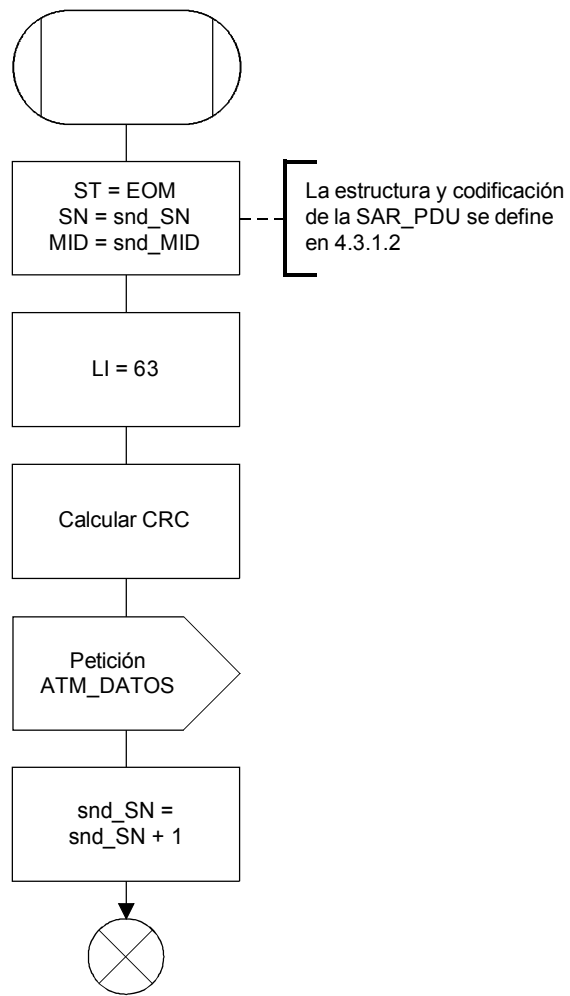 ST = EOM
SN = snd_SN
MID = snd_MID
La estructura y codificación
de la SAR_PDU se define
en 4.3.1.2
LI = 63
Calcular CRC
Petición
ATM_DATOS
snd_SN =
snd_SN + 1